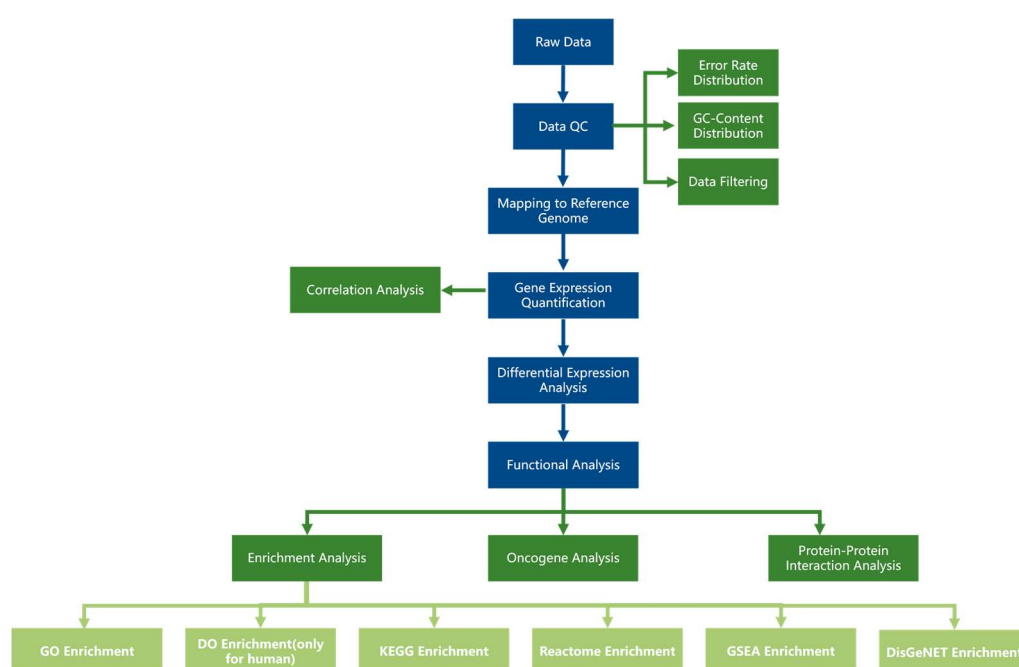 Raw Data
Error Rate
Distribution
Data QC
GC-Content
Distribution
Data Filtering
Mapping to Reference
Genome
Correlation Analysis
Gene Expression
Quantification
Differential Expression
Analysis
Functional Analysis
Enrichment Analysis
Oncogene Analysis
Protein-Protein
Interaction Analysis
GO Enrichment
DO Enrichment(only
for human)
KEGG Enrichment
Reactome Enrichment
GSEA Enrichment
DisGeNET Enrichment